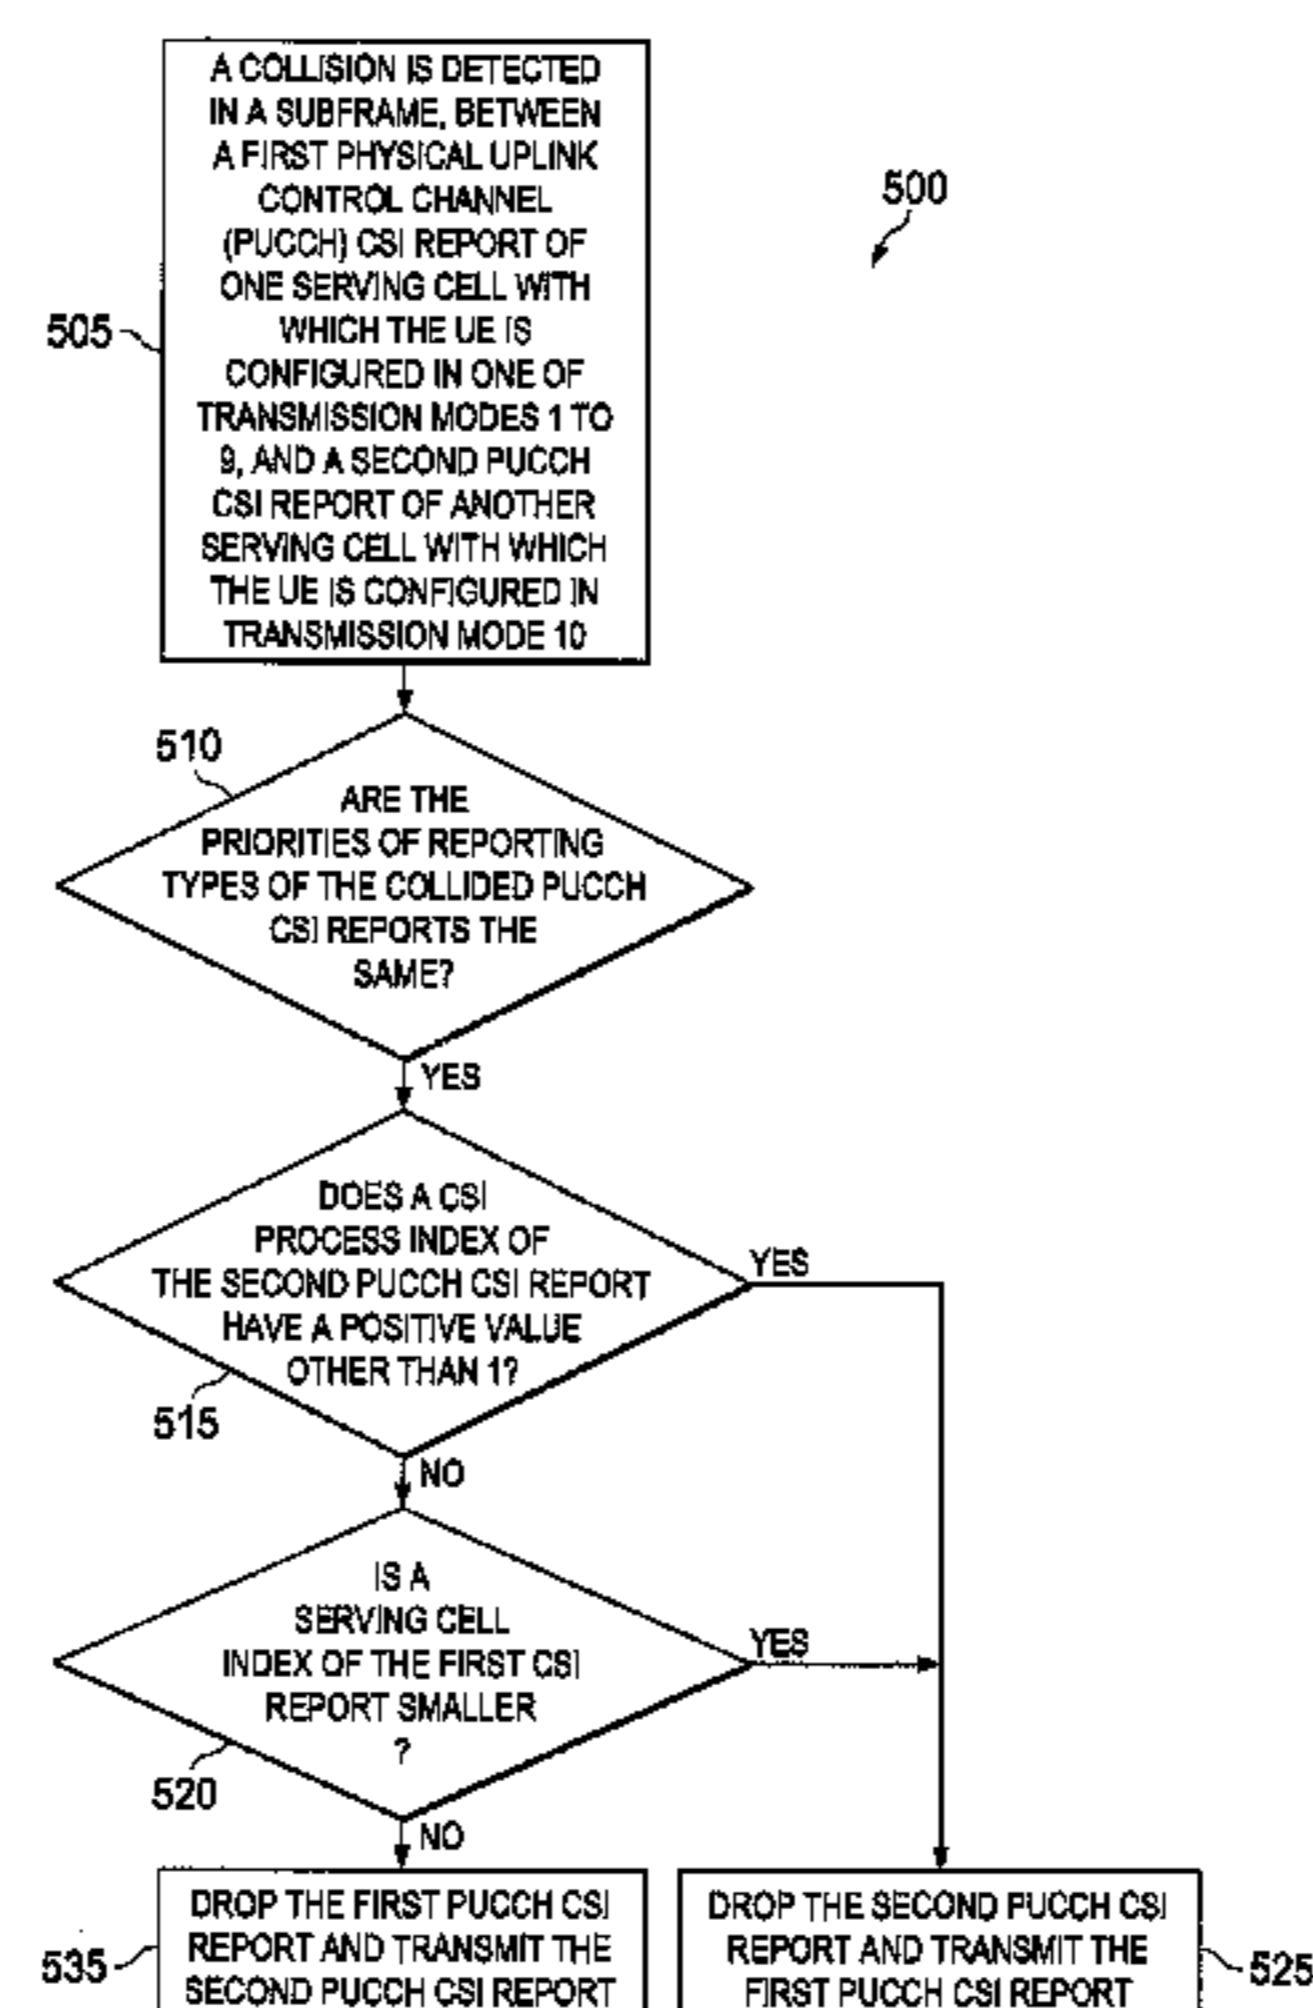 A COLLISION IS DETECTED
IN A SUBFRAME, BETWEEN
A FIRST PHYSICAL UPLINK
CONTROL CHANNEL
(PUCCH) CSI REPORT OF
ONE SERVING CELL WITH
WHICH THE UE IS
CONFIGURED IN ONE OF
TRANSMISSION MODES 1 TO
9, AND A SECOND PUCCH
CSI REPORT OF ANOTHER
SERVING CELL WITH WHICH
THE UE IS CONFIGURED IN
TRANSMISSION MODE 10
500
505
510
ARE THE
PRIORITIES OF REPORTING
TYPES OF THE COLLIDED PUCCH
CSI REPORTS THE
SAME?
YES
DOES A CSI
PROCESS INDEX OF
THE SECOND PUCCH CSI REPORT
HAVE A POSITIVE VALUE
OTHER THAN 1?
YES
515
NO
IS A
SERVING CELL
INDEX OF THE FIRST CSI
REPORT SMALLER
?
YES
520
NO
DROP THE FIRST PUCCH CSI
REPORT AND TRANSMIT THE
SECOND PUCCH CSI REPORT
535
DROP THE SECOND PUCCH CSI
REPORT AND TRANSMIT THE
FIRST PUCCH CSI REPORT
525